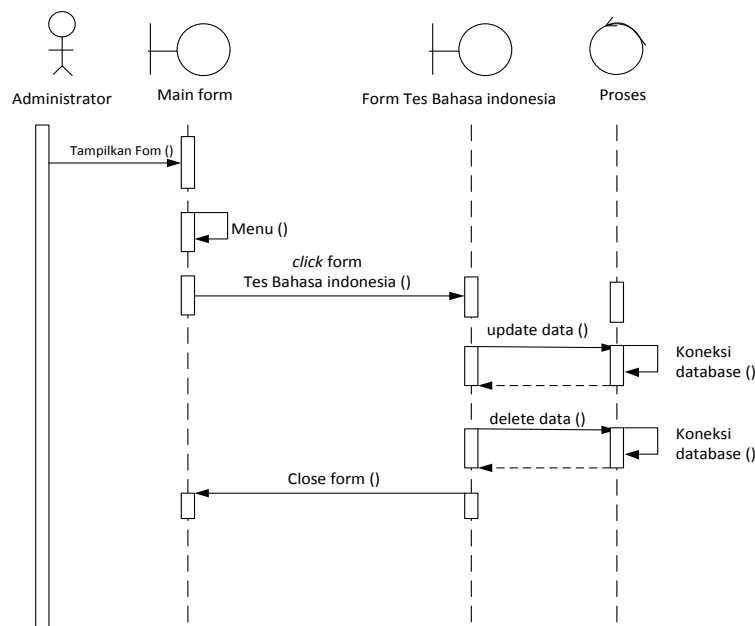 Administrator
Main form
Form Tes Bahasa indonesia
Proses
Tampilkan Fom ()
Menu ()
click form
Tes Bahasa indonesia ()
update data ()
Koneksi
database ()
delete data ()
Koneksi
database ()
Close form ()